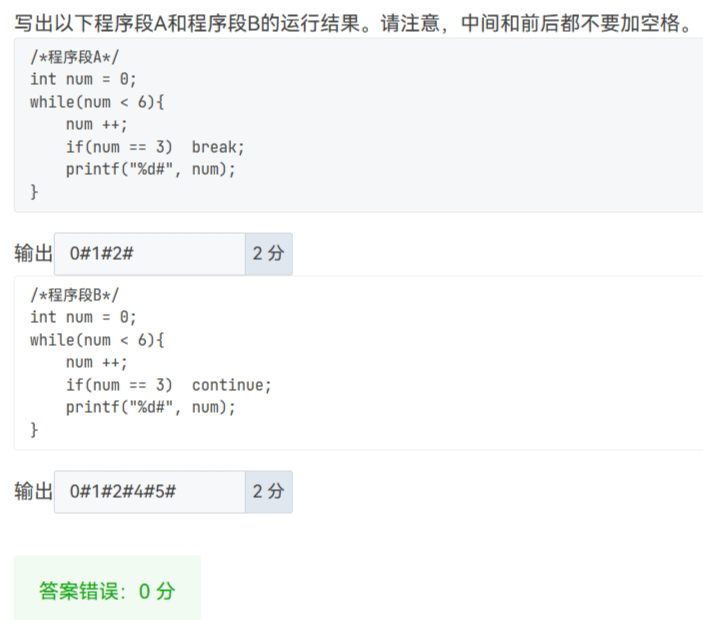 写出以下程序段A和程序段B的运行结果。请注意，中间和前后都不要加空格。
/*程序段A*/
int num = 0;
while(num < 6){
    num ++;
    if(num == 3)  break;
    printf("%d#", num);
}
输出 0#1#2# 2 分
/*程序段B*/
int num = 0;
while(num < 6){
    num ++;
    if(num == 3)  continue;
    printf("%d#", num);
}
输出 0#1#2#4#5# 2 分
答案错误：0 分